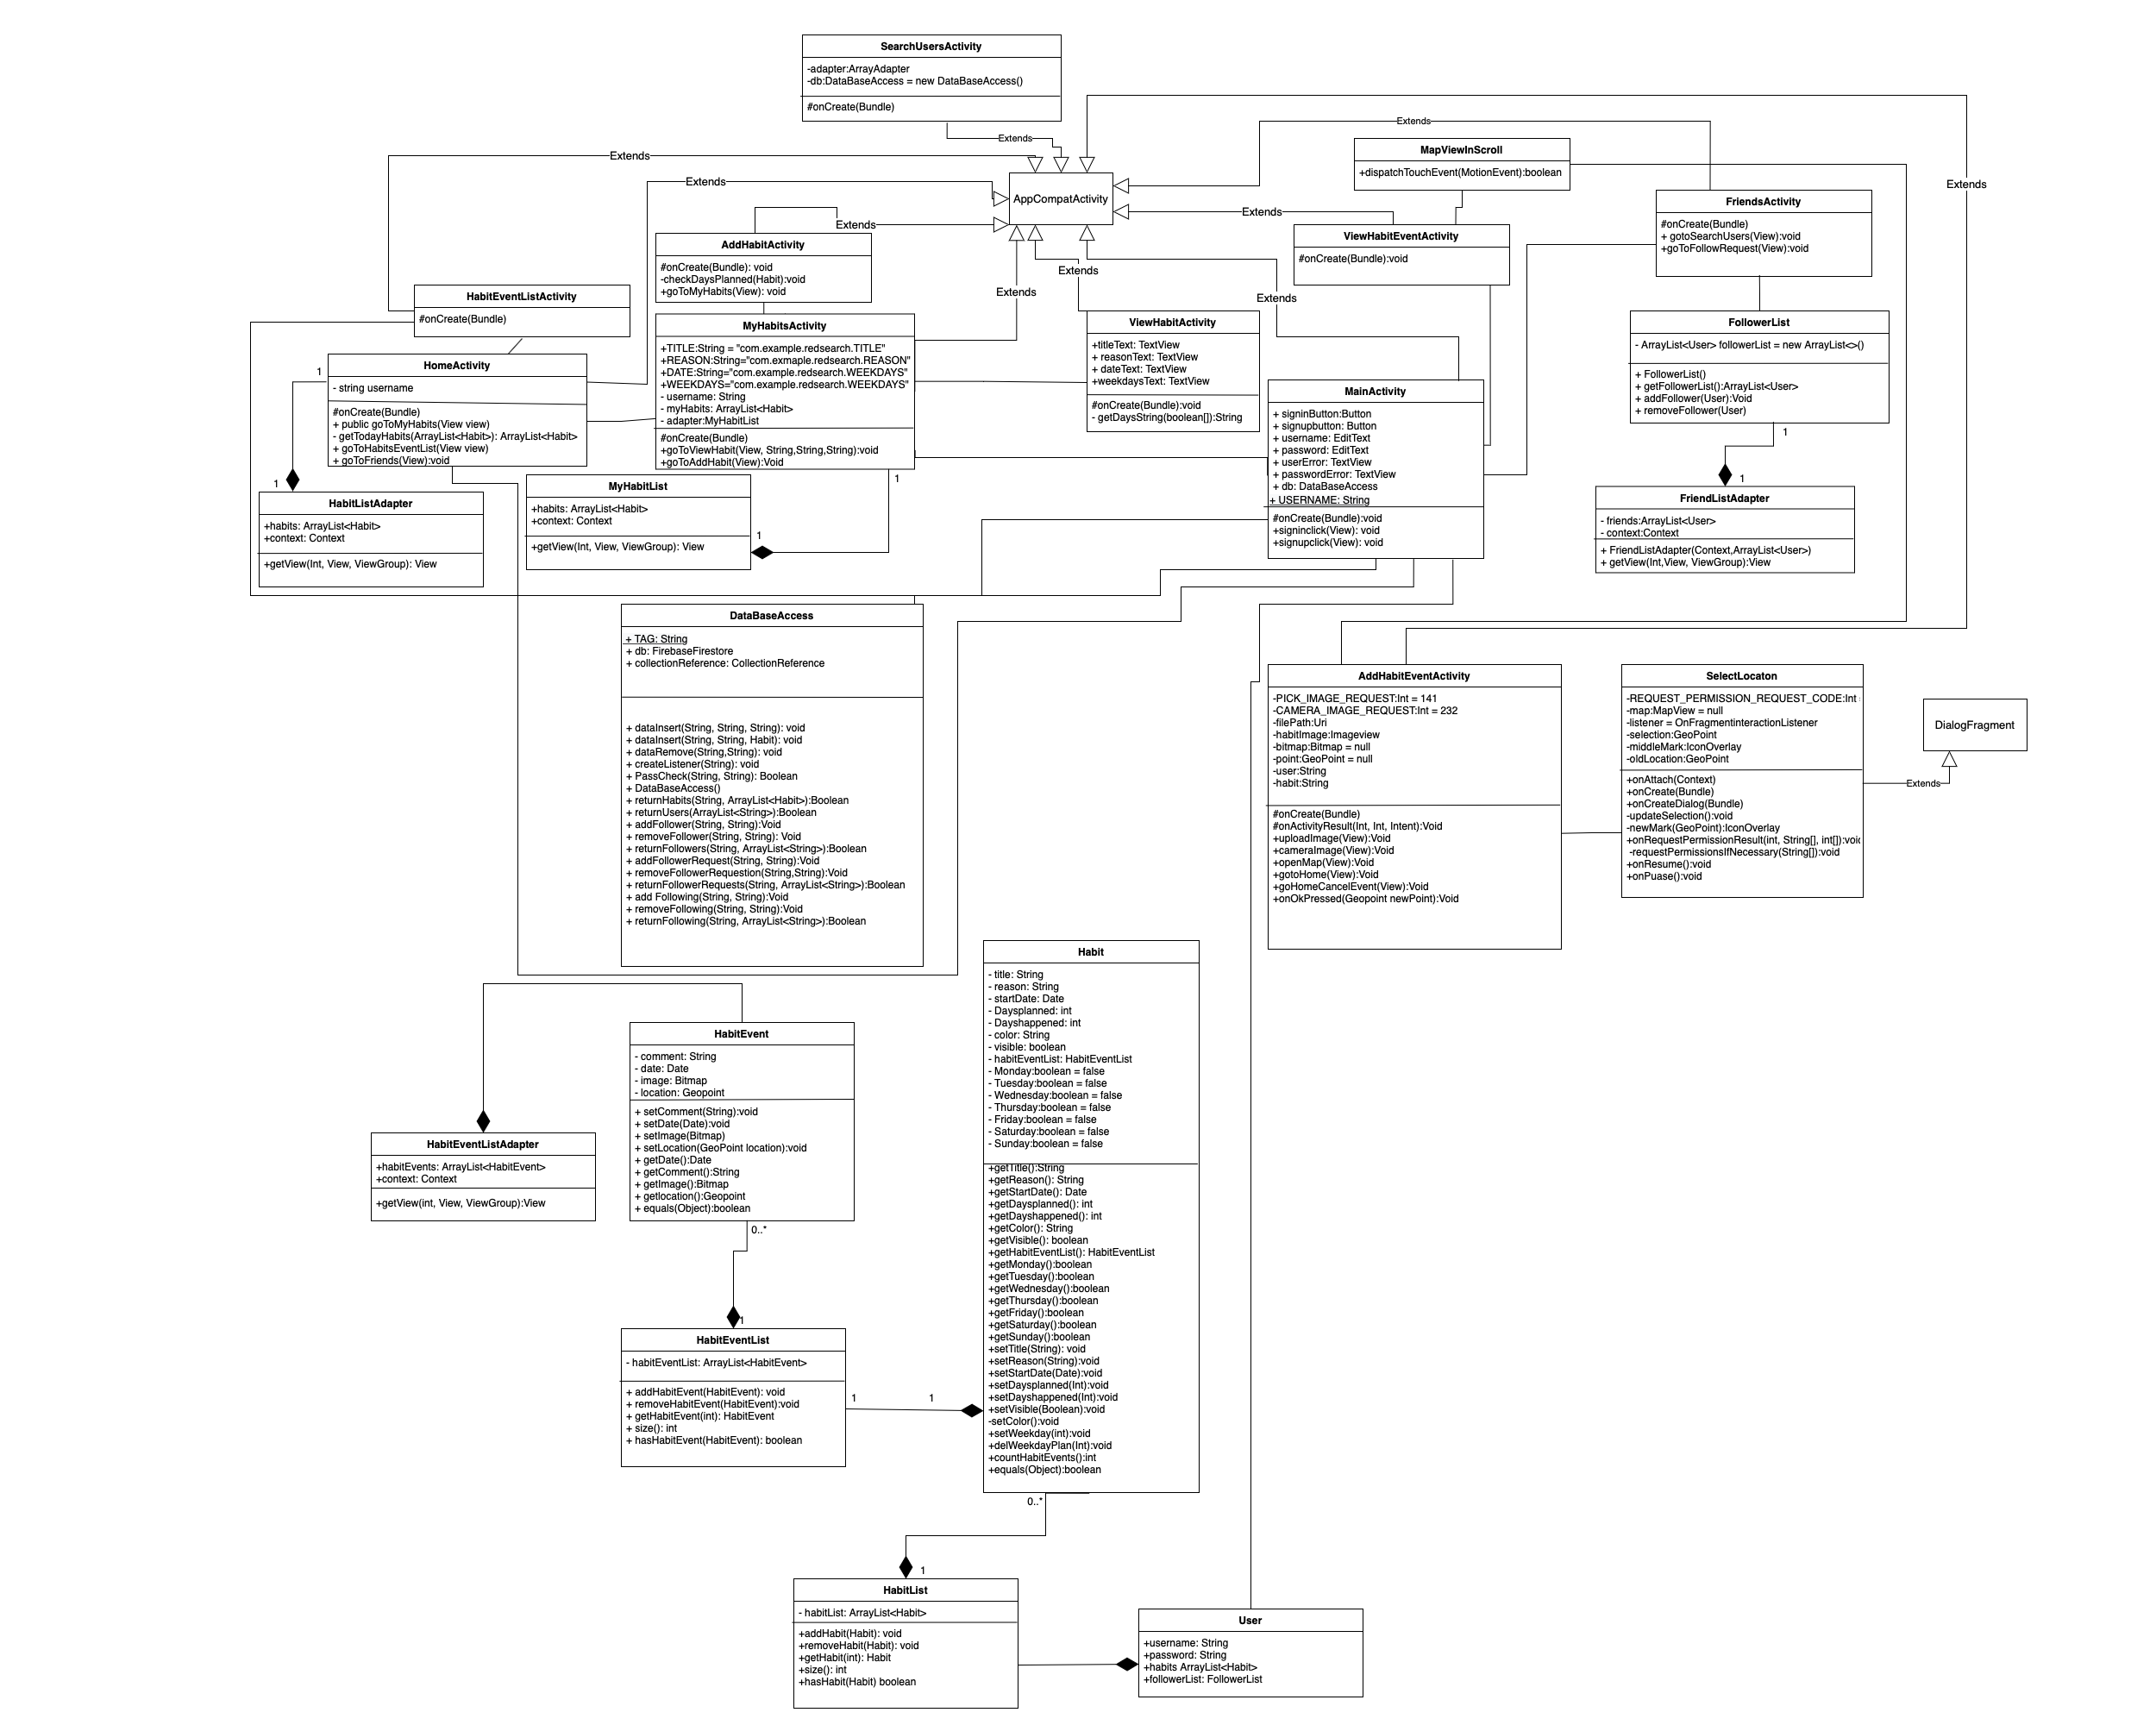 SearchUsersActivity
-adapter:ArrayAdapter
-db:DataBaseAccess = new DataBaseAccess()
#onCreate(Bundle)
Extends
Extends
Extends
Extends
Extends
Extends
Extends
Extends
Extends
Extends
AppCompatActivity
MapViewInScroll
+dispatchTouchEvent(MotionEvent):boolean
FriendsActivity
#onCreate(Bundle)
+ gotoSearchUsers(View):void
+goToFollowRequest(View):void
AddHabitActivity
#onCreate(Bundle): void
-checkDaysPlanned(Habit):void
+goToMyHabits(View): void
ViewHabitEventActivity
#onCreate(Bundle):void
HabitEventListActivity
#onCreate(Bundle)
MyHabitsActivity
+TITLE:String = "com.example.redsearch.TITLE"
+REASON:String="com.exmaple.redsearch.REASON"
+DATE:String="com.example.redsearch.WEEKDAYS"
+WEEKDAYS="com.example.redsearch.WEEKDAYS"
- username: String
- myHabits: ArrayList<Habit>
- adapter:MyHabitList
#onCreate(Bundle)
+goToViewHabit(View, String,String,String):void
+goToAddHabit(View):Void
1
ViewHabitActivity
+titleText: TextView
+ reasonText: TextView
+ dateText: TextView
+weekdaysText: TextView
#onCreate(Bundle):void
- getDaysString(boolean[]):String
FollowerList
- ArrayList<User> followerList = new ArrayList<>()
+ FollowerList()
+ getFollowerList():ArrayList<User>
+ addFollower(User):Void
+ removeFollower(User)
1
HomeActivity
- string username
#onCreate(Bundle)
+ public goToMyHabits(View view)
- getTodayHabits(ArrayList<Habit>): ArrayList<Habit>
+ goToHabitsEventList(View view)
+ goToFriends(View):void
1
1
MainActivity
+ signinButton:Button
+ signupbutton: Button
+ username: EditText
+ password: EditText
+ userError: TextView
+ passwordError: TextView
+ db: DataBaseAccess
+ USERNAME: String
#onCreate(Bundle):void
+signinclick(View): void
+signupclick(View): void
HabitListAdapter
+habits: ArrayList<Habit>
+context: Context
+getView(Int, View, ViewGroup): View
MyHabitList
+habits: ArrayList<Habit>
+context: Context
+getView(Int, View, ViewGroup): View
1
1
FriendListAdapter
- friends:ArrayList<User>
- context:Context
+ FriendListAdapter(Context,ArrayList<User>)
+ getView(Int,View, ViewGroup):View
DataBaseAccess
+ TAG: String
+ db: FirebaseFirestore
+ collectionReference: CollectionReference
+ dataInsert(String, String, String): void
+ dataInsert(String, String, Habit): void
+ dataRemove(String,String): void
+ createListener(String): void
+ PassCheck(String, String): Boolean
+ DataBaseAccess()
+ returnHabits(String, ArrayList<Habit>):Boolean
+ returnUsers(ArrayList<String>):Boolean
+ addFollower(String, String):Void
+ removeFollower(String, String): Void
+ returnFollowers(String, ArrayList<String>):Boolean
+ addFollowerRequest(String, String):Void
+ removeFollowerRequestion(String,String):Void
+ returnFollowerRequests(String, ArrayList<String>):Boolean
+ add Following(String, String):Void
+ removeFollowing(String, String):Void
+ returnFollowing(String, ArrayList<String>):Boolean
AddHabitEventActivity
-PICK_IMAGE_REQUEST:Int = 141
-CAMERA_IMAGE_REQUEST:Int = 232
-filePath:Uri
-habitImage:Imageview
-bitmap:Bitmap = null
-point:GeoPoint = null
-user:String
-habit:String
#onCreate(Bundle)
#onActivityResult(Int, Int, Intent):Void
+uploadImage(View):Void
+cameraImage(View):Void
+openMap(View):Void
+gotoHome(View):Void
+goHomeCancelEvent(View):Void
+onOkPressed(Geopoint newPoint):Void
SelectLocaton
-REQUEST_PERMISSION_REQUEST_CODE:Int
-map:MapView = null
-listener = OnFragmentinteractionListener
-selection:GeoPoint
-middleMark:IconOverlay
-oldLocation:GeoPoint
+onAttach(Context)
+onCreate(Bundle)
+onCreateDialog(Bundle)
-updateSelection():void
-newMark(GeoPoint):IconOverlay
+onRequestPermissionResult(int, String[], int[]):void
-requestPermissionsIfNecessary(String[]):void
+onResume():void
+onPuase():void
DialogFragment
Extends
Habit
- title: String
- reason: String
- startDate: Date
- Daysplanned: int
- Dayshappened: int
- color: String
- visible: boolean
- habitEventList: HabitEventList
- Monday:boolean = false
- Tuesday:boolean = false
- Wednesday:boolean = false
- Thursday:boolean = false
- Friday:boolean = false
- Saturday:boolean = false
- Sunday:boolean = false
+getTitle():String
+getReason(): String
+getStartDate(): Date
+getDaysplanned(): int
+getDayshappened(): int
+getColor(): String
+getVisible(): boolean
+getHabitEventList(): HabitEventList
+getMonday():boolean
+getTuesday():boolean
+getWednesday():boolean
+getThursday():boolean
+getFriday():boolean
+getSaturday():boolean
+getSunday():boolean
+setTitle(String): void
+setReason(String):void
+setStartDate(Date):void
+setDaysplanned(Int):void
+setDayshappened(Int):void
+setVisible(Boolean):void
-setColor():void
+setWeekday(int):void
+delWeekdayPlan(Int):void
+countHabitEvents():int
+equals(Object):boolean
0..*
HabitEvent
- comment: String
- date: Date
- image: Bitmap
- location: Geopoint
+ setComment(String):void
+ setDate(Date):void
+ setImage(Bitmap)
+ setLocation(GeoPoint location):void
+ getDate():Date
+ getComment():String
+ getImage():Bitmap
+ getlocation():Geopoint
+ equals(Object):boolean
0..*
HabitEventListAdapter
+habitEvents: ArrayList<HabitEvent>
+context: Context
+getView(int, View, ViewGroup):View
1
HabitEventList
- habitEventList: ArrayList<HabitEvent>
+ addHabitEvent(HabitEvent): void
+ removeHabitEvent(HabitEvent):void
+ getHabitEvent(int): HabitEvent
+ size(): int
+ hasHabitEvent(HabitEvent): boolean
1
1
1
HabitList
- habitList: ArrayList<Habit>
+addHabit(Habit): void
+removeHabit(Habit): void
+getHabit(int): Habit
+size(): int
+hasHabit(Habit) boolean
User
+username: String
+password: String
+habits ArrayList<Habit>
+followerList: FollowerList